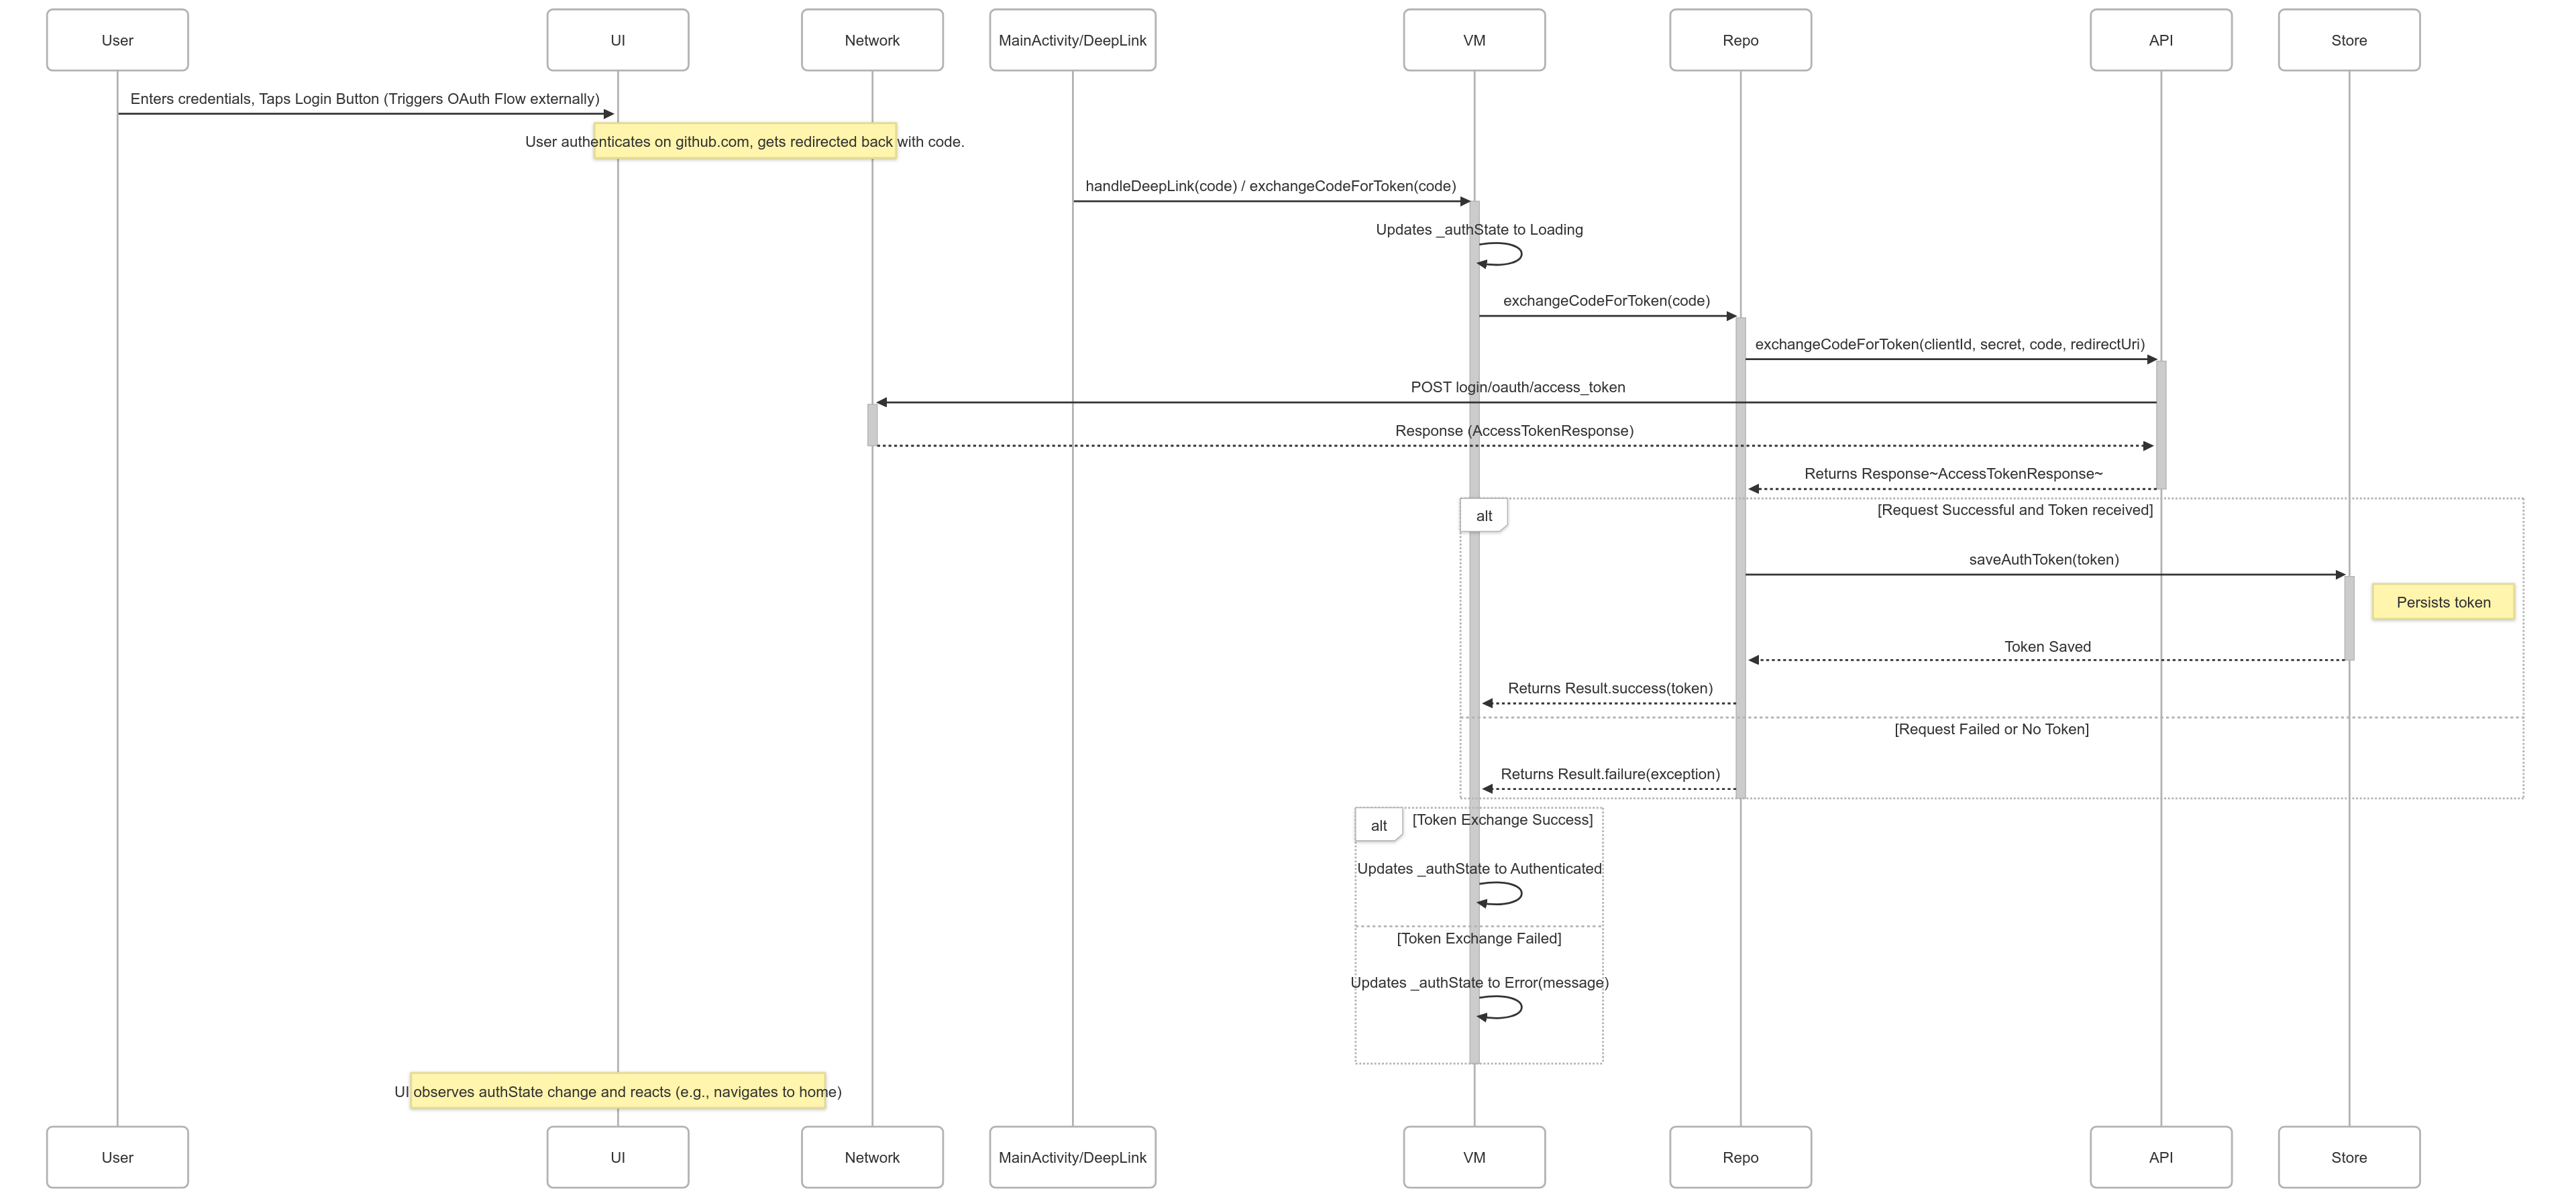 User
UI
Network
MainActivity/DeepLink
VM
Repo
API
Store
Enters credentials, Taps Login Button (Triggers OAuth Flow externally)
User authenticates on github.com, gets redirected back with code.
handleDeepLink(code) / exchangeCodeForToken(code)
Updates _authState to Loading
exchangeCodeForToken(code)
exchangeCodeForToken(clientId, secret, code, redirectUri)
POST login/oauth/access_token
Response (AccessTokenResponse)
Returns Response~AccessTokenResponse~
alt
[Request Successful and Token received]
saveAuthToken(token)
Persists token
Token Saved
Returns Result.success(token)
[Request Failed or No Token]
Returns Result.failure(exception)
alt
[Token Exchange Success]
Updates _authState to Authenticated
[Token Exchange Failed]
Updates _authState to Error(message)
UI observes authState change and reacts (e.g., navigates to home)
User
UI
Network
MainActivity/DeepLink
VM
Repo
API
Store